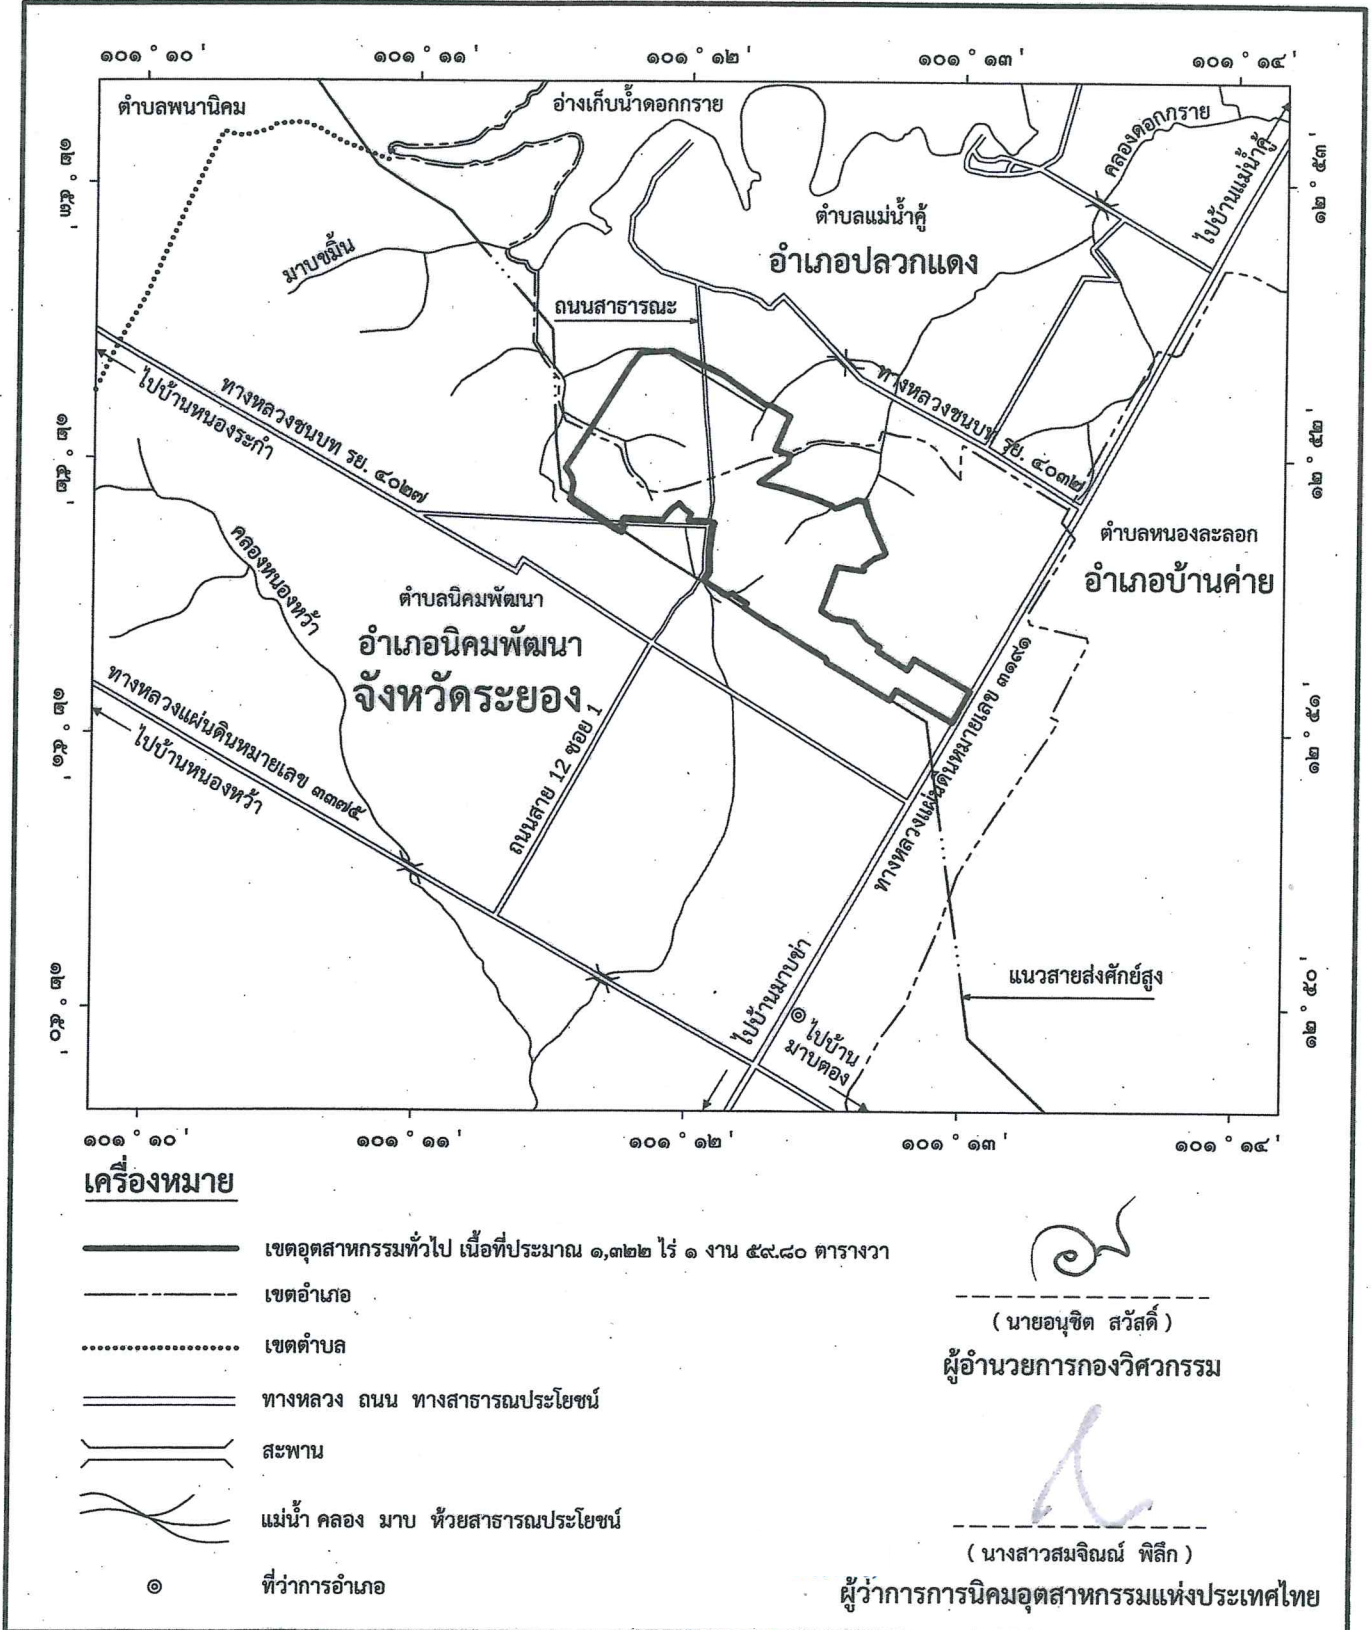 ๑๐๑ ° ๑๐ ' ๑๐๑ ° ๑๑ ' ๑๐๑ ° ๑๒ ' ๑๐๑ ° ๑๓ ' ๑๐๑ ° ๑๔ '
ตำบลพนานิคม
อ่างเก็บน้ำดอกกราย
คลองดอกกราย
ไปบ้านแม่น้ำคู้
๑๒ ° ๕๓ '
๑๒ ° ๕๓ '
ตำบลแม่น้ำคู้
อำเภอปลวกแดง
มาบขมิ้น
ถนนสาธารณะ
ทางหลวงชนบท รย. ๔๐๒๗
ไปบ้านหนองระกำ
ทางหลวงชนบท รย. ๔๐๓๒
๑๒ ° ๕๒ '
๑๒ ° ๕๒ '
คลองหนองหว้า
ตำบลหนองละลอก
อำเภอบ้านค่าย
ตำบลนิคมพัฒนา
อำเภอนิคมพัฒนา
จังหวัดระยอง
ทางหลวงแผ่นดินหมายเลข ๓๓๗๕
ไปบ้านหนองหว้า
ถนนสาย 12 ซอย 1
ทางหลวงแผ่นดินหมายเลข ๓๑๙๑
๑๒ ° ๕๑ '
๑๒ ° ๕๑ '
แนวสายส่งศักย์สูง
ไปบ้านมาบข่า
ไปบ้าน
มาบตอง
๑๒ ° ๕๐ '
๑๒ ° ๕๐ '
๑๐๑ ° ๑๐ ' ๑๐๑ ° ๑๑ ' ๑๐๑ ° ๑๒ ' ๑๐๑ ° ๑๓ ' ๑๐๑ ° ๑๔ '
เครื่องหมาย
เขตอุตสาหกรรมทั่วไป เนื้อที่ประมาณ ๑,๓๒๒ ไร่ ๑ งาน ๕๙.๘๐ ตารางวา
เขตอำเภอ
เขตตำบล
ทางหลวง ถนน ทางสาธารณประโยชน์
สะพาน
แม่น้ำ คลอง มาบ ห้วยสาธารณประโยชน์
ที่ว่าการอำเภอ
( นายอนุชิต สวัสดิ์ )
ผู้อำนวยการกองวิศวกรรม
( นางสาวสมจิณณ์ พิลึก )
ผู้ว่าการการนิคมอุตสาหกรรมแห่งประเทศไทย